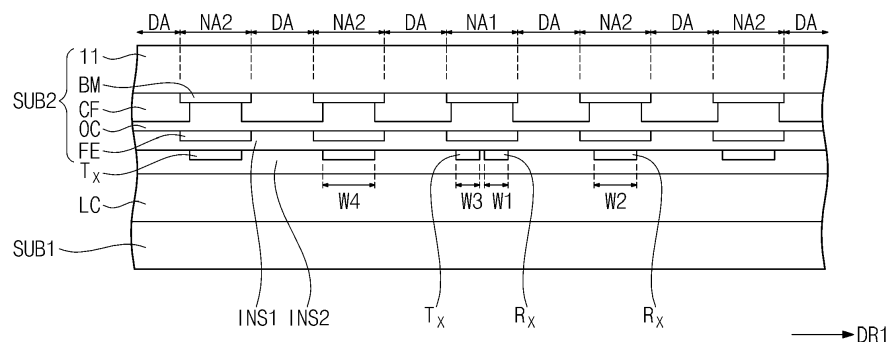 DA NA2 DA NA2 DA NA1 DA NA2 DA NA2 DA
11
BM
SUB2
CF
OC
FE
Tx
LC
W4 W3 W1 W2
SUB1
INS1 INS2 Tx Rx Rx
DR1